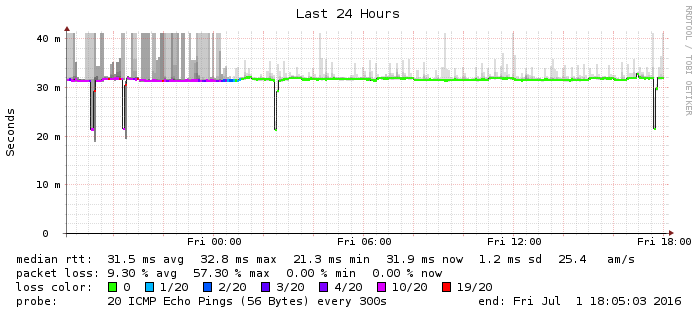 Last 24 Hours
RRDTOOL / TOBI OETIKER
Seconds
40 m
30 m
20 m
10 m
0
Fri 00:00 Fri 06:00 Fri 12:00 Fri 18:00
median rtt: 31.5 ms avg 32.8 ms max 21.3 ms min 31.9 ms now 1.2 ms sd 25.4 am/s
packet loss: 9.30 % avg 57.30 % max 0.00 % min 0.00 % now
loss color: 0 1/20 2/20 3/20 4/20 10/20 19/20
probe: 20 ICMP Echo Pings (56 Bytes) every 300s end: Fri Jul 1 18:05:03 2016